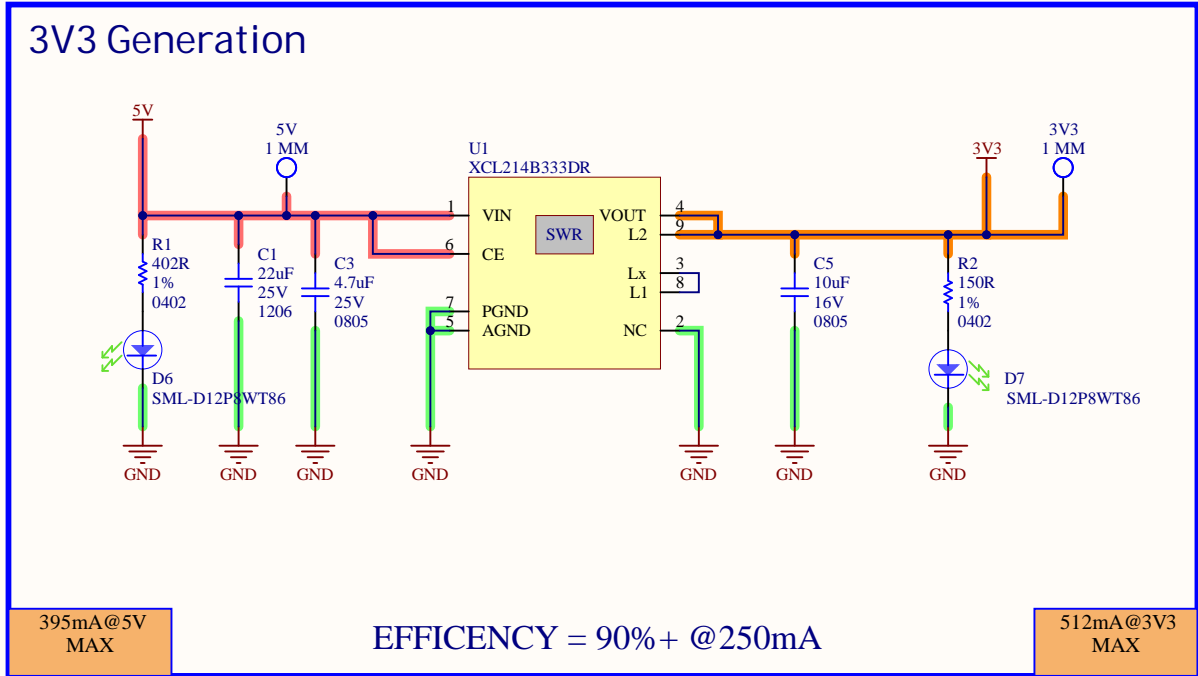 3V3 Generation
5V
5V
1 MM
U1
XCL214B333DR
3V3
3V3
1 MM
1
VIN
VOUT
4
SWR
L2
9
6
CE
R1
402R
1%
0402
C1
22uF
25V
1206
C3
4.7uF
25V
0805
Lx
3
L1
8
7
PGND
5
AGND
NC
2
C5
10uF
16V
0805
R2
150R
1%
0402
D6
SML-D12P8WT86
D7
SML-D12P8WT86
GND
GND
GND
GND
GND
GND
GND
395mA@5V
MAX
EFFICENCY = 90%+ @250mA
512mA@3V3
MAX